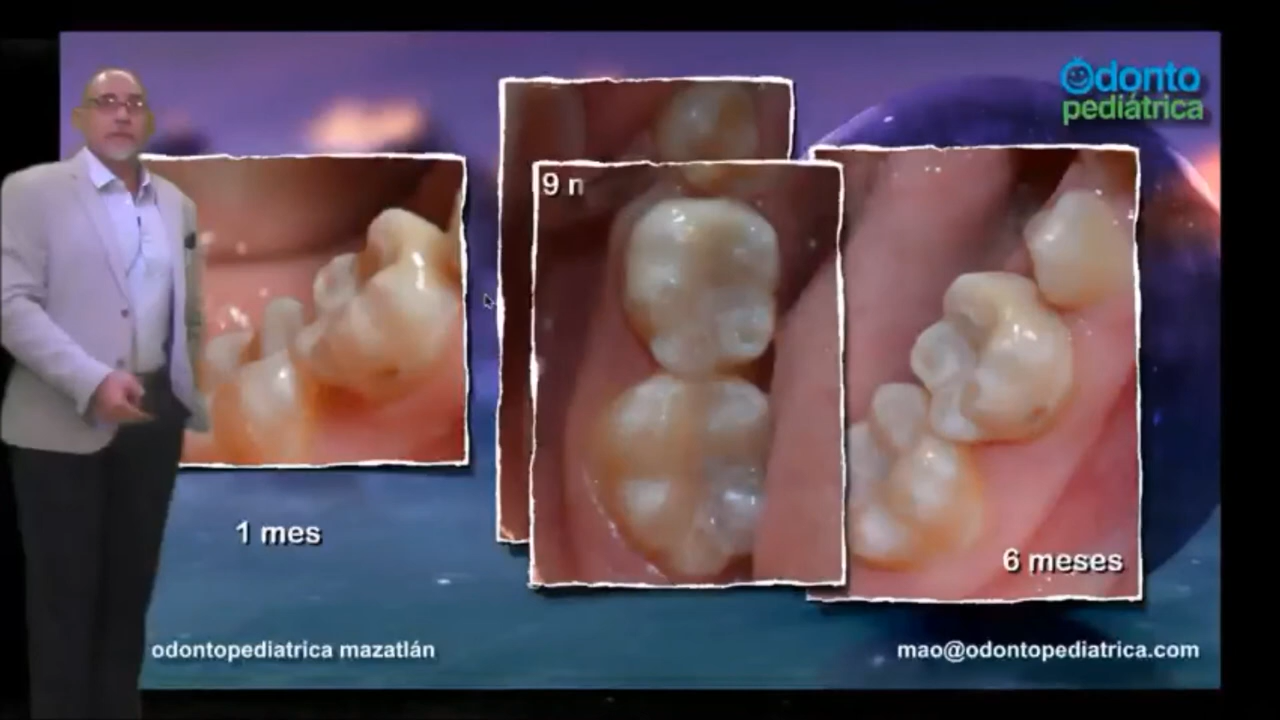 Odonto
pediátrica
9 n
1 mes
6 meses
odontopediatrica mazatlán
mao@odontopediatrica.com